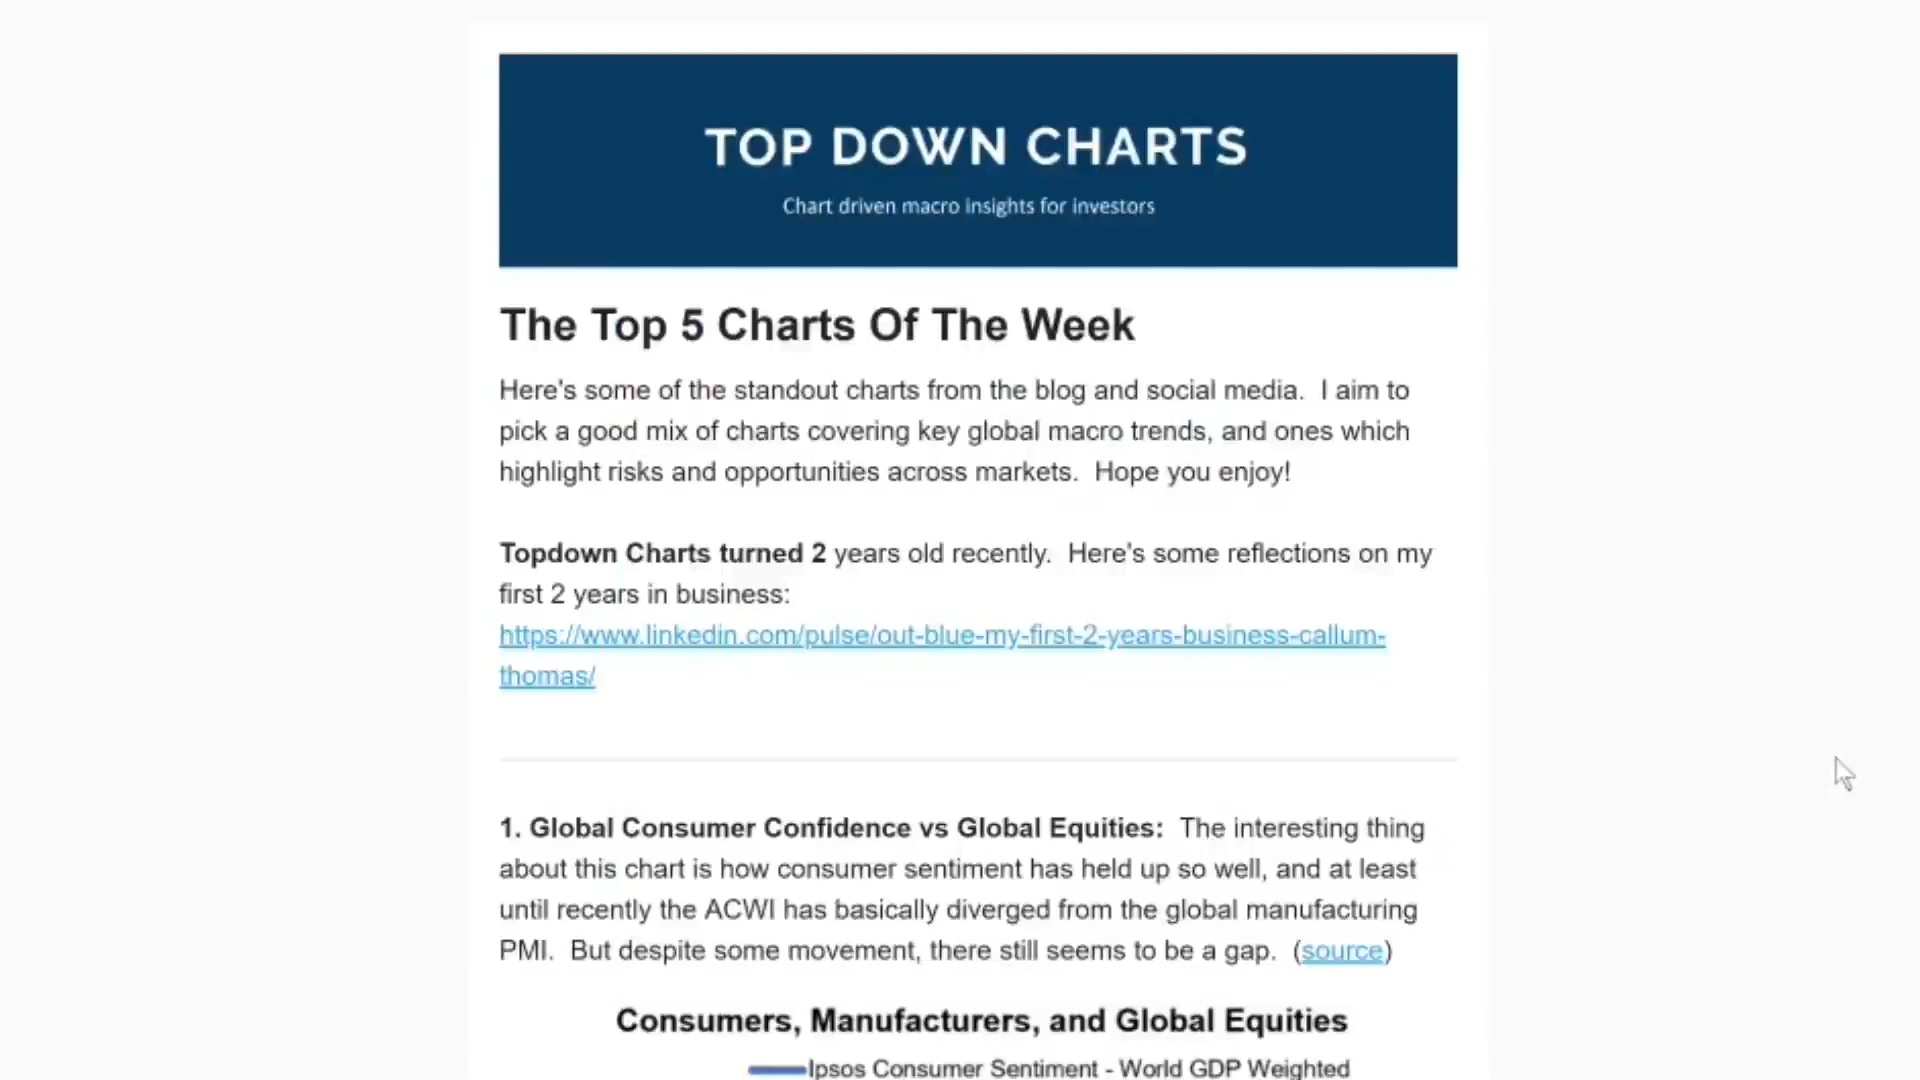 TOP DOWN CHARTS
Chart driven macro insights for investors
The Top 5 Charts Of The Week
Here's some of the standout charts from the blog and social media.  I aim to
pick a good mix of charts covering key global macro trends, and ones which
highlight risks and opportunities across markets.  Hope you enjoy!
Topdown Charts turned 2 years old recently.  Here's some reflections on my
first 2 years in business:
https://www.linkedin.com/pulse/out-blue-my-first-2-years-business-callum-
thomas/
1. Global Consumer Confidence vs Global Equities:  The interesting thing
about this chart is how consumer sentiment has held up so well, and at least
until recently the ACWI has basically diverged from the global manufacturing
PMI.  But despite some movement, there still seems to be a gap.  (source)
Consumers, Manufacturers, and Global Equities
Ipsos Consumer Sentiment - World GDP Weighted